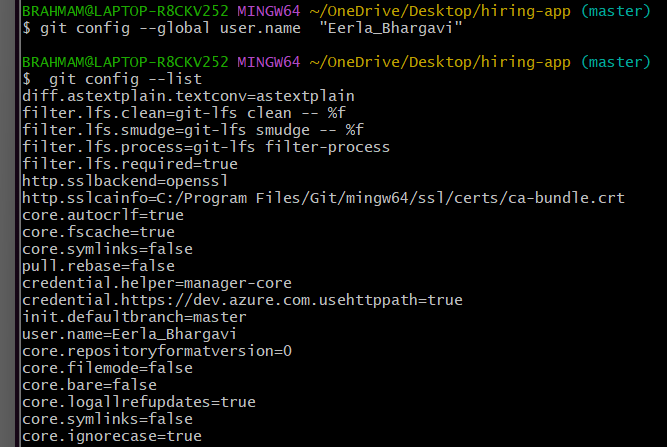 BRAHMAM@LAPTOP-R8CKV252 MINGW64 ~/OneDrive/Desktop/hiring-app (master)
$ git config --global user.name  "Eerla_Bhargavi"

BRAHMAM@LAPTOP-R8CKV252 MINGW64 ~/OneDrive/Desktop/hiring-app (master)
$  git config --list
diff.astextplain.textconv=astextplain
filter.lfs.clean=git-lfs clean -- %f
filter.lfs.smudge=git-lfs smudge -- %f
filter.lfs.process=git-lfs filter-process
filter.lfs.required=true
http.sslbackend=openssl
http.sslcainfo=C:/Program Files/Git/mingw64/ssl/certs/ca-bundle.crt
core.autocrlf=true
core.fscache=true
core.symlinks=false
pull.rebase=false
credential.helper=manager-core
credential.https://dev.azure.com.usehttppath=true
init.defaultbranch=master
user.name=Eerla_Bhargavi
core.repositoryformatversion=0
core.filemode=false
core.bare=false
core.logallrefupdates=true
core.symlinks=false
core.ignorecase=true